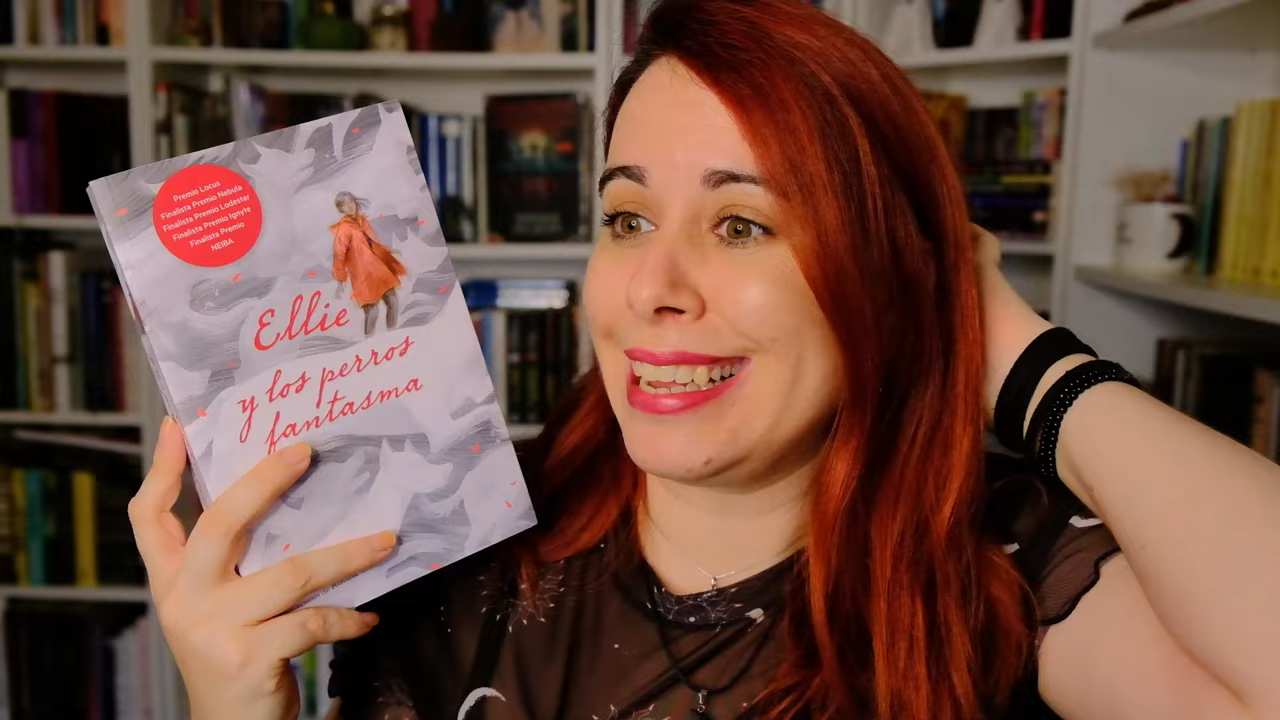 Premio Locus
Finalista Premio Nebula
Finalista Premio Lodestar
Finalista Premio Ignyte
Finalista Premio
NEIBA
Ellie
y los perros
fantasma